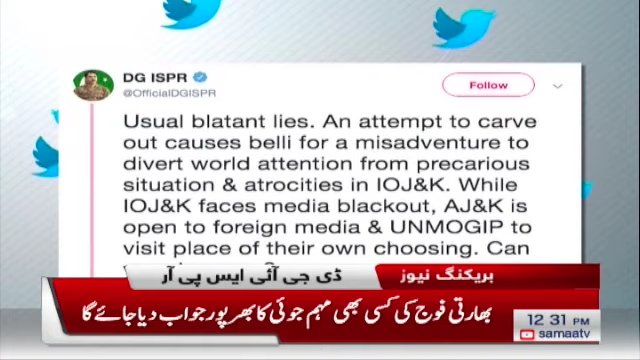 DG ISPR
@OfficialDGISPR
Follow
Usual blatant lies. An attempt to carve
out causes belli for a misadventure to
divert world attention from precarious
situation & atrocities in IOJ&K. While
IOJ&K faces media blackout, AJ&K is
open to foreign media & UNMOGIP to
visit place of their own choosing. Can
بریکنگ نیوز
ڈی جی آئی ایس پی آر
بھارتی فوج کی کسی بھی مہم جوئی کا بھرپور جواب دیا جائے گا
12 31 PM
samaatv